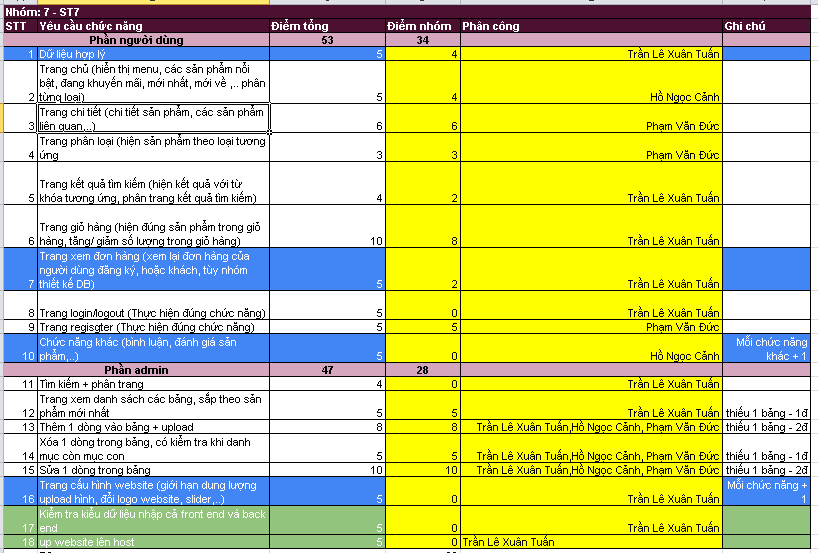 Nhóm: 7 - ST7
STT Yêu cầu chức năng Điểm tổng Điểm nhóm Phân công Ghi chú
Phần người dùng 53 34
1 Dữ liệu hợp lý 5 4 Trần Lê Xuân Tuấn
Trang chủ (hiển thị menu, các sản phẩm nổi
bật, đang khuyến mãi, mới nhất, mới về ,.. phân
2 từng loại) 5 4 Hồ Ngọc Cảnh
Trang chi tiết (chi tiết sản phẩm, các sản phẩm
3 liên quan,..) 6 6 Phạm Văn Đức
Trang phân loại (hiện sản phẩm theo loại tương
4 ứng 3 3 Phạm Văn Đức
Trang kết quả tìm kiếm (hiện kết quả với từ
5 khóa tương ứng, phân trang kết quả tìm kiếm) 4 2 Trần Lê Xuân Tuấn
Trang giỏ hàng (hiện đúng sản phẩm trong giỏ
6 hàng, tăng/ giảm số lượng trong giỏ hàng) 10 8 Trần Lê Xuân Tuấn
Trang xem đơn hàng (xem lại đơn hàng của
người dùng đăng ký, hoặc khách, tùy nhóm
7 thiết kế DB) 5 2 Trần Lê Xuân Tuấn
8 Trang login/logout (Thực hiện đúng chức năng) 5 0 Trần Lê Xuân Tuấn
9 Trang regisgter (Thực hiện đúng chức năng) 5 5 Phạm Văn Đức
Chức năng khác (bình luận, đánh giá sản Mỗi chức năng
10 phẩm,..) 5 0 Hồ Ngọc Cảnh khác + 1
Phần admin 47 28
11 Tìm kiếm + phân trang 4 0 Trần Lê Xuân Tuấn
Trang xem danh sách các bảng, sắp theo sản
12 phẩm mới nhất 5 5 Trần Lê Xuân Tuấn thiếu 1 bảng - 1đ
13 Thêm 1 dòng vào bảng + upload 8 8 Trần Lê Xuân Tuấn,Hồ Ngọc Cảnh, Phạm Văn Đức thiếu 1 bảng - 2đ
Xóa 1 dòng trong bảng, có kiểm tra khi danh
14 mục còn mục con 5 5 Trần Lê Xuân Tuấn,Hồ Ngọc Cảnh, Phạm Văn Đức thiếu 1 bảng - 1đ
15 Sửa 1 dòng trong bảng 10 10 Trần Lê Xuân Tuấn,Hồ Ngọc Cảnh, Phạm Văn Đức thiếu 1 bảng - 2đ
Trang cấu hình website (giới hạn dung lượng Mỗi chức năng +
16 upload hình, đổi logo website, slider,..) 5 0 Trần Lê Xuân Tuấn 1
Kiểm tra kiểu dữ liệu nhập cả front end và back
17 end 5 0 Trần Lê Xuân Tuấn
18 up website lên host 5 0 Trần Lê Xuân Tuấn